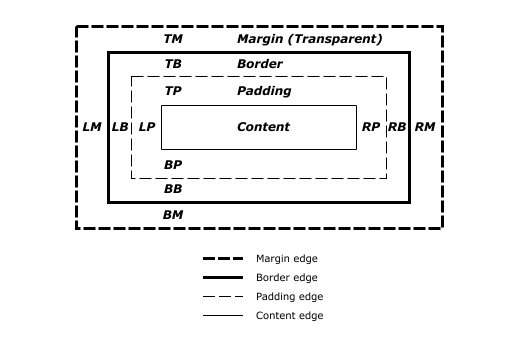 TM Margin (Transparent)
TB Border
TP Padding
LM LB LP Content RP RB RM
BP
BB
BM
Margin edge
Border edge
Padding edge
Content edge